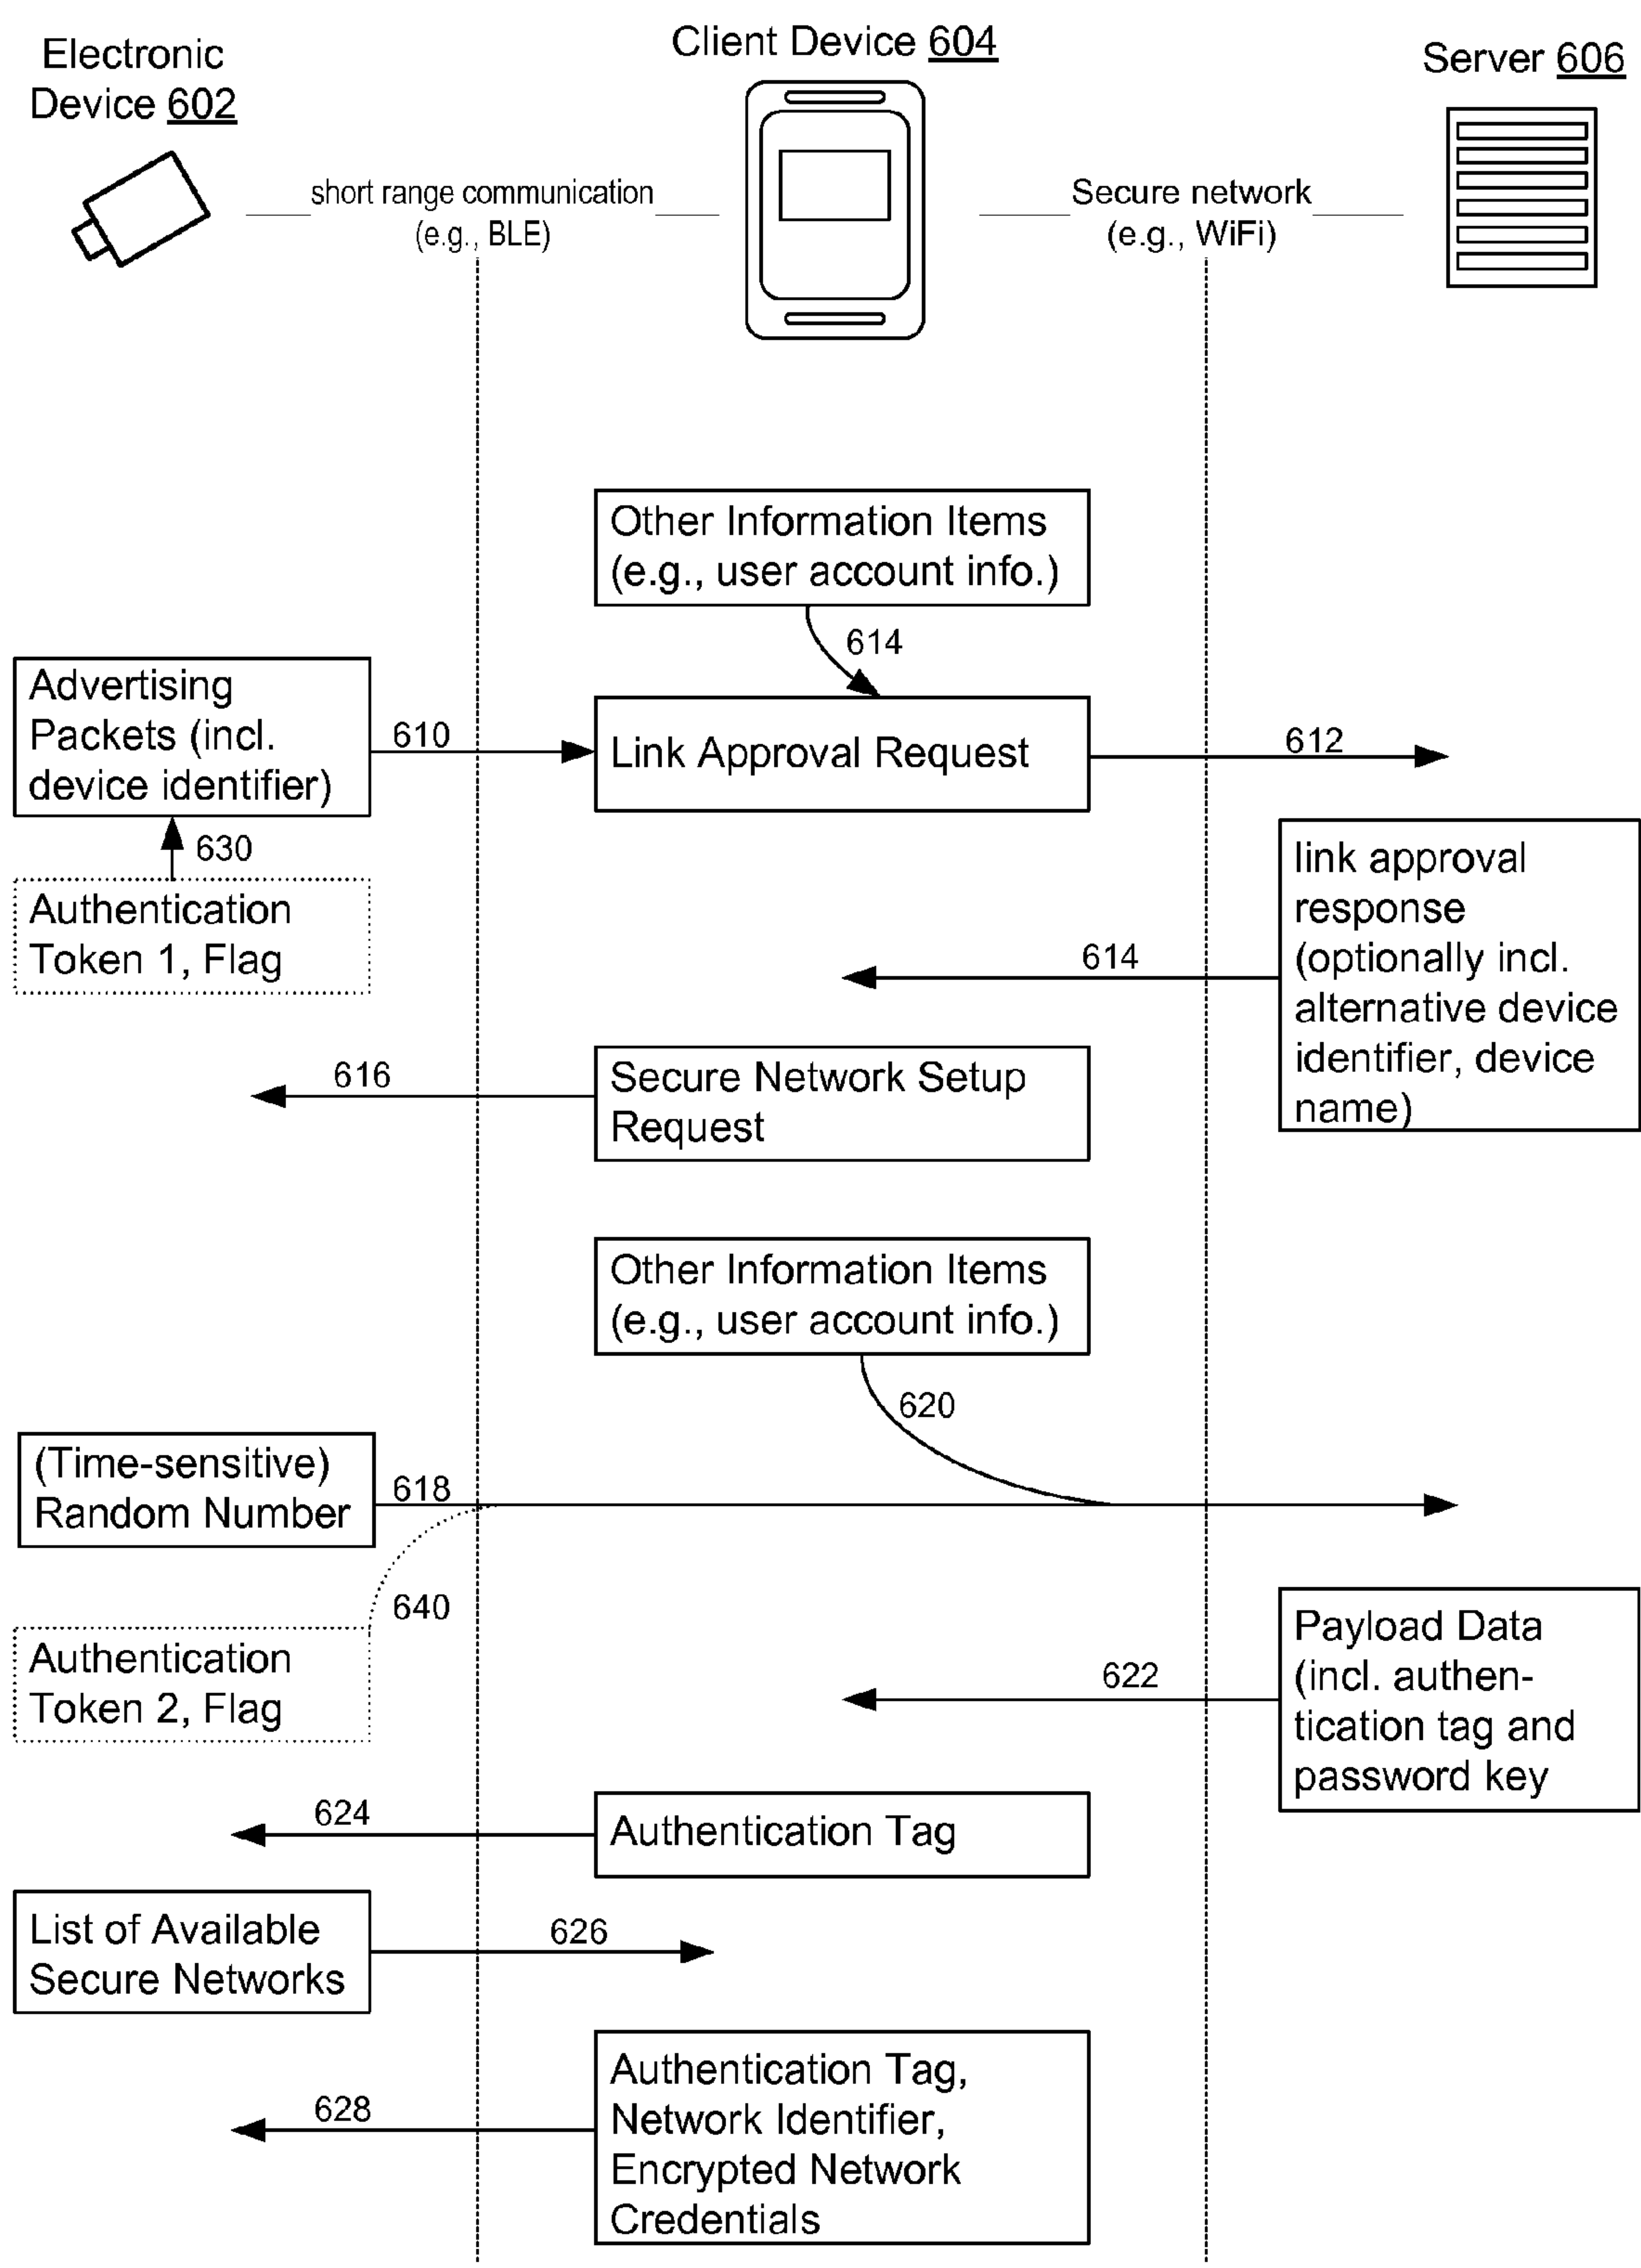 Electronic
Device 602
Client Device 604
Server 606
short range communication
(e.g., BLE)
Secure network
(e.g., WiFi)
Other Information Items
(e.g., user account info.)
614
Advertising
Packets (incl.
device identifier)
610
Link Approval Request
612
630
Authentication
Token 1, Flag
link approval
response
(optionally incl.
alternative device
identifier, device
name)
614
616
Secure Network Setup
Request
Other Information Items
(e.g., user account info.)
620
(Time-sensitive)
Random Number
618
640
Authentication
Token 2, Flag
Payload Data
(incl. authen-
tication tag and
password key
622
624
Authentication Tag
List of Available
Secure Networks
626
628
Authentication Tag,
Network Identifier,
Encrypted Network
Credentials